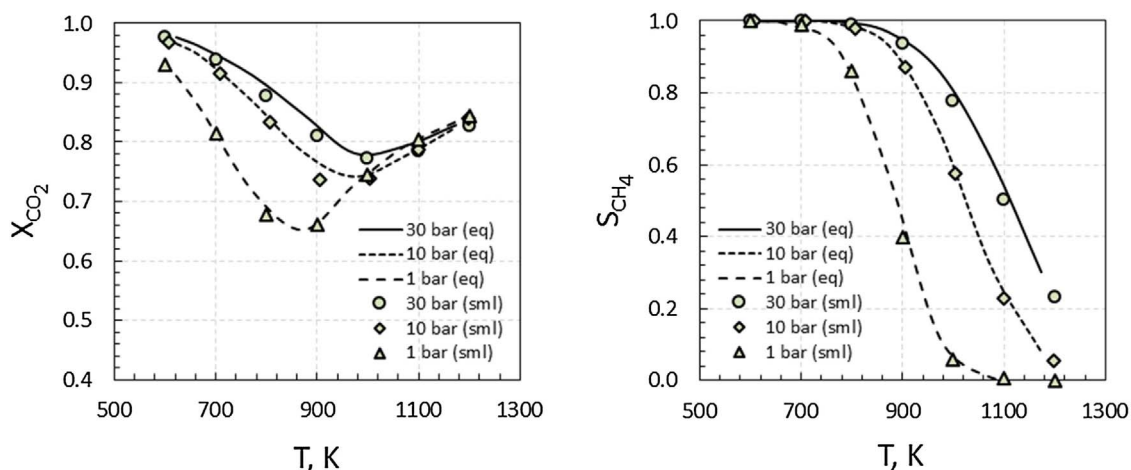 1.0
0.9
0.8
0.7
0.6
0.5
0.4
X_CO2
500
700
900
1100
1300
T, K
30 bar (eq)
10 bar (eq)
1 bar (eq)
30 bar (sml)
10 bar (sml)
1 bar (sml)
1.0
0.8
0.6
0.4
0.2
0.0
S_CH4
500
700
900
1100
1300
T, K
30 bar (eq)
10 bar (eq)
1 bar (eq)
30 bar (sml)
10 bar (sml)
1 bar (sml)